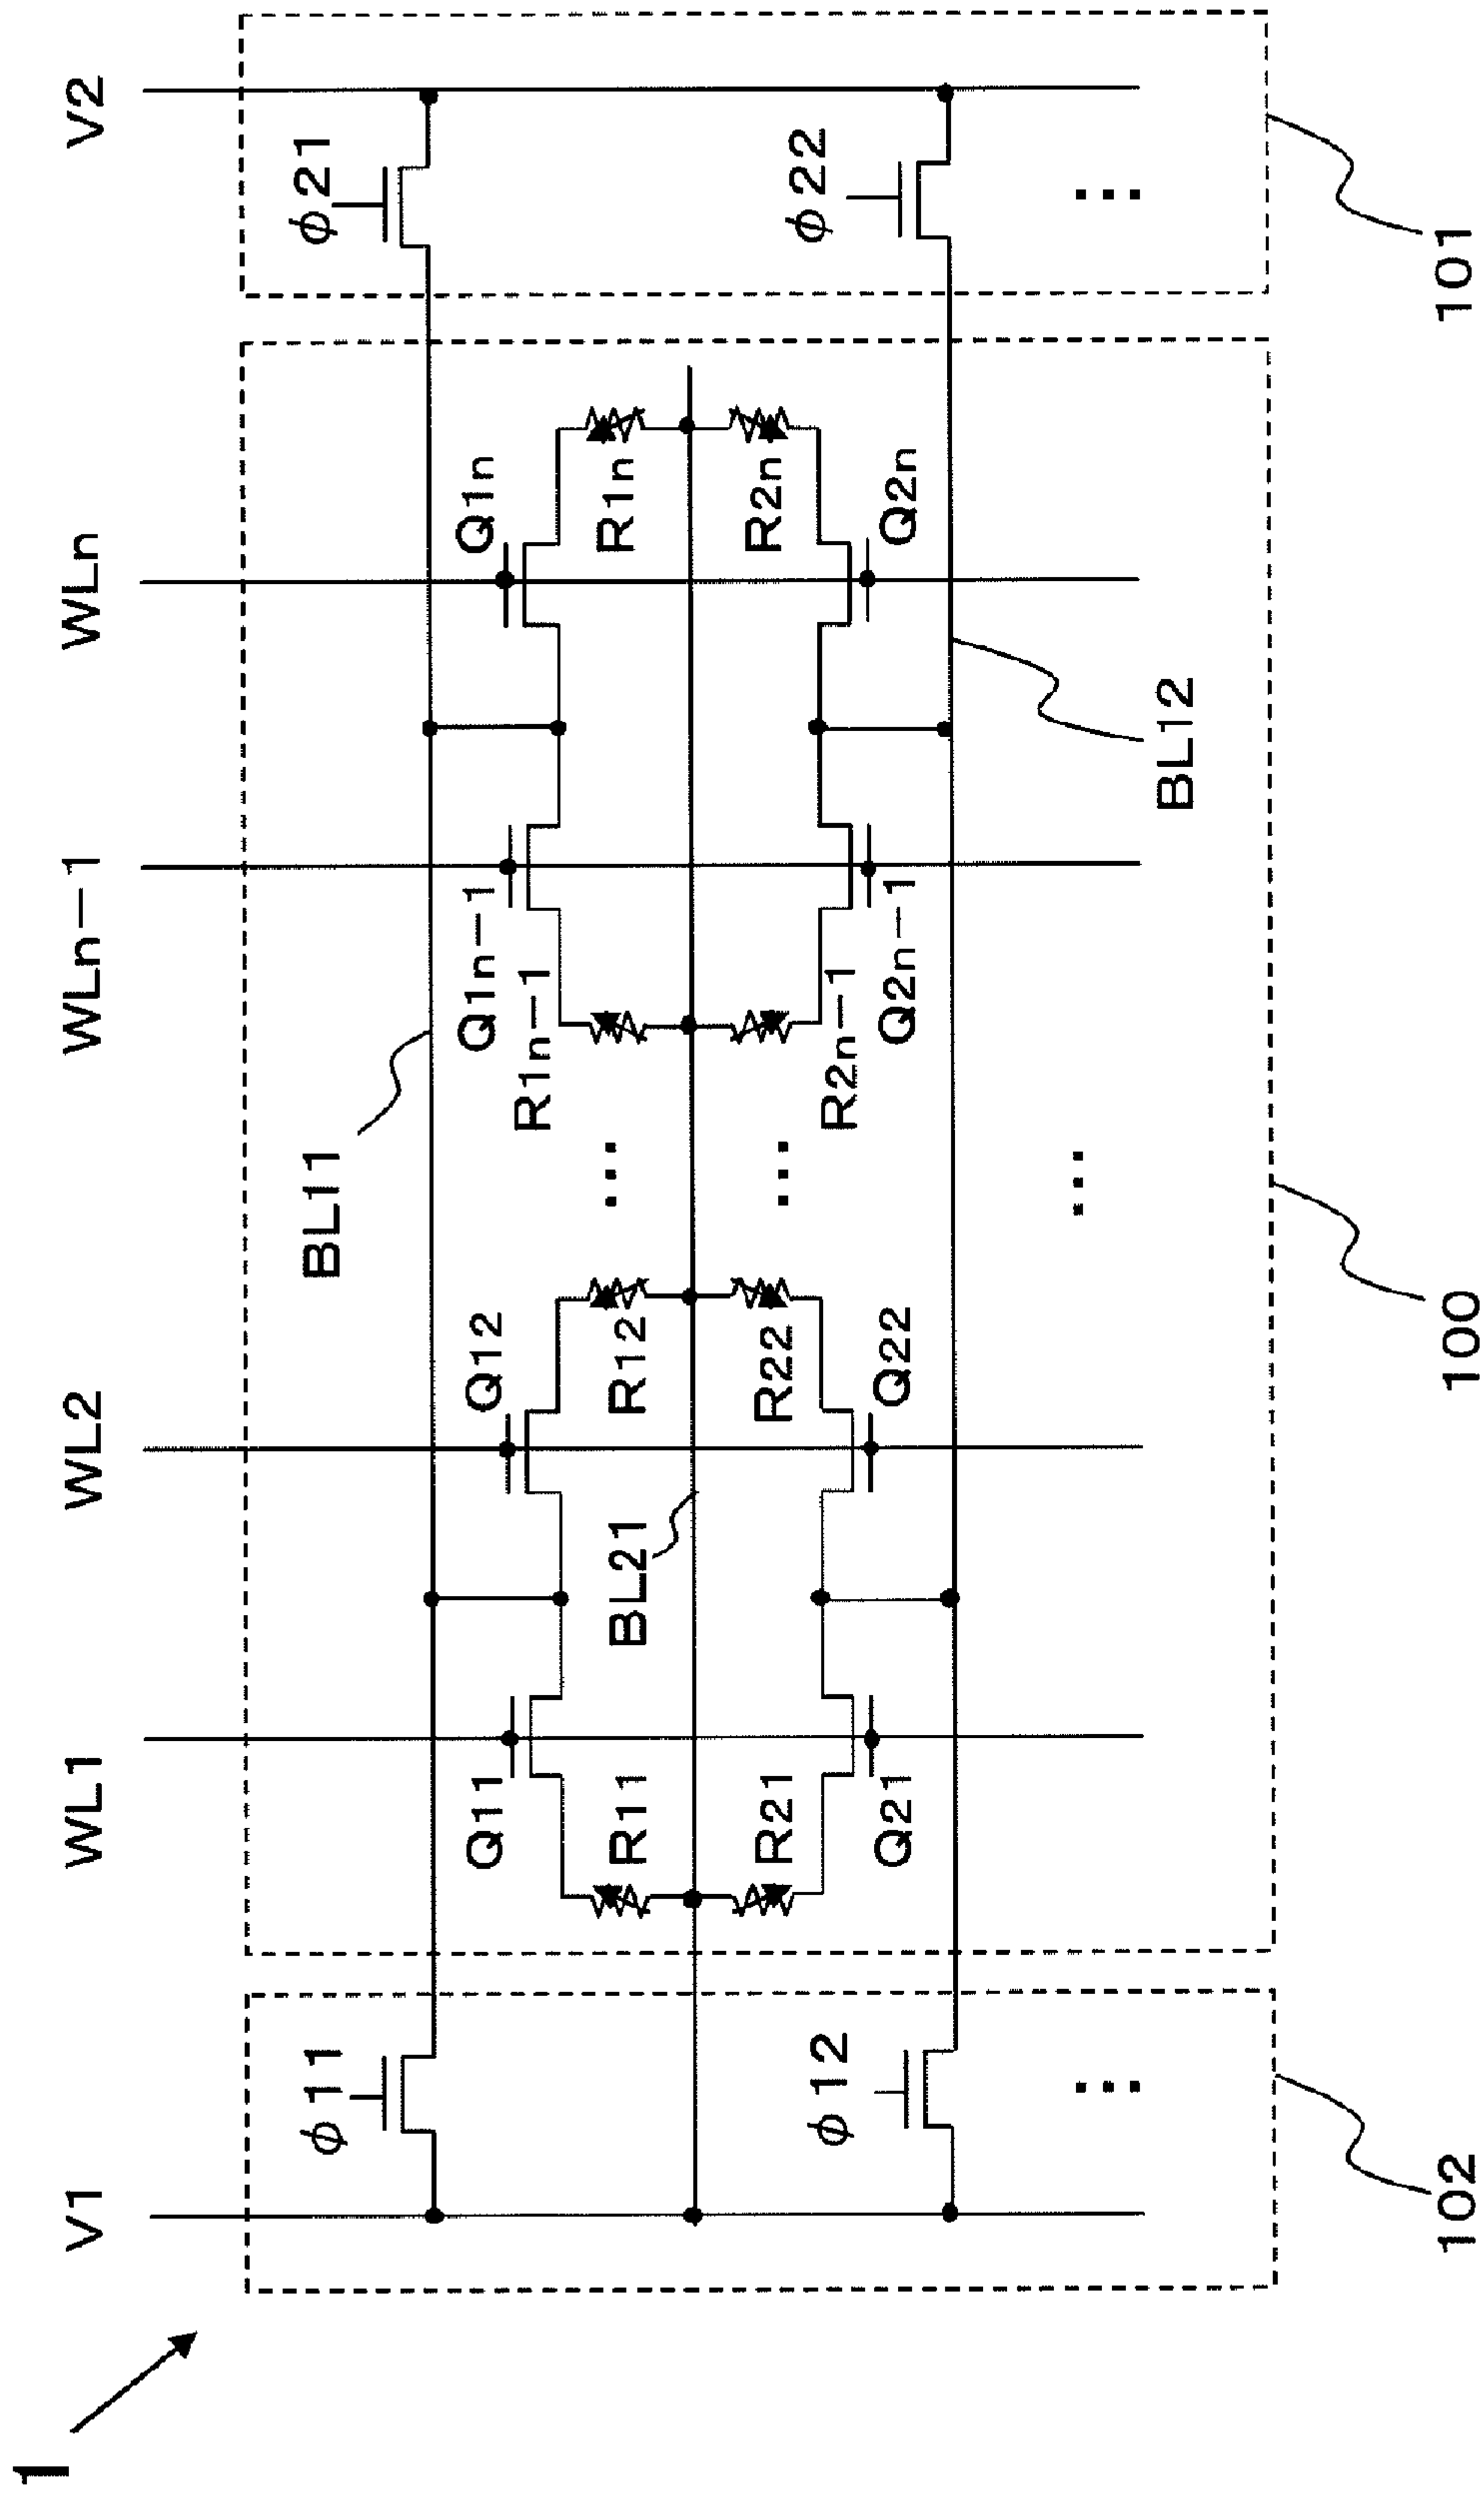 1
V1
WL1
WL2
WLn-1
WLn
V2
φ11
BL11
φ21
Q11
Q12
Q1n-1
Q1n
R11
BL21
R12
R1n-1
R1n
...
R21
R22
...
R2n-1
R2n
φ12
φ22
Q21
Q22
Q2n-1
Q2n
...
...
...
BL12
102
100
101